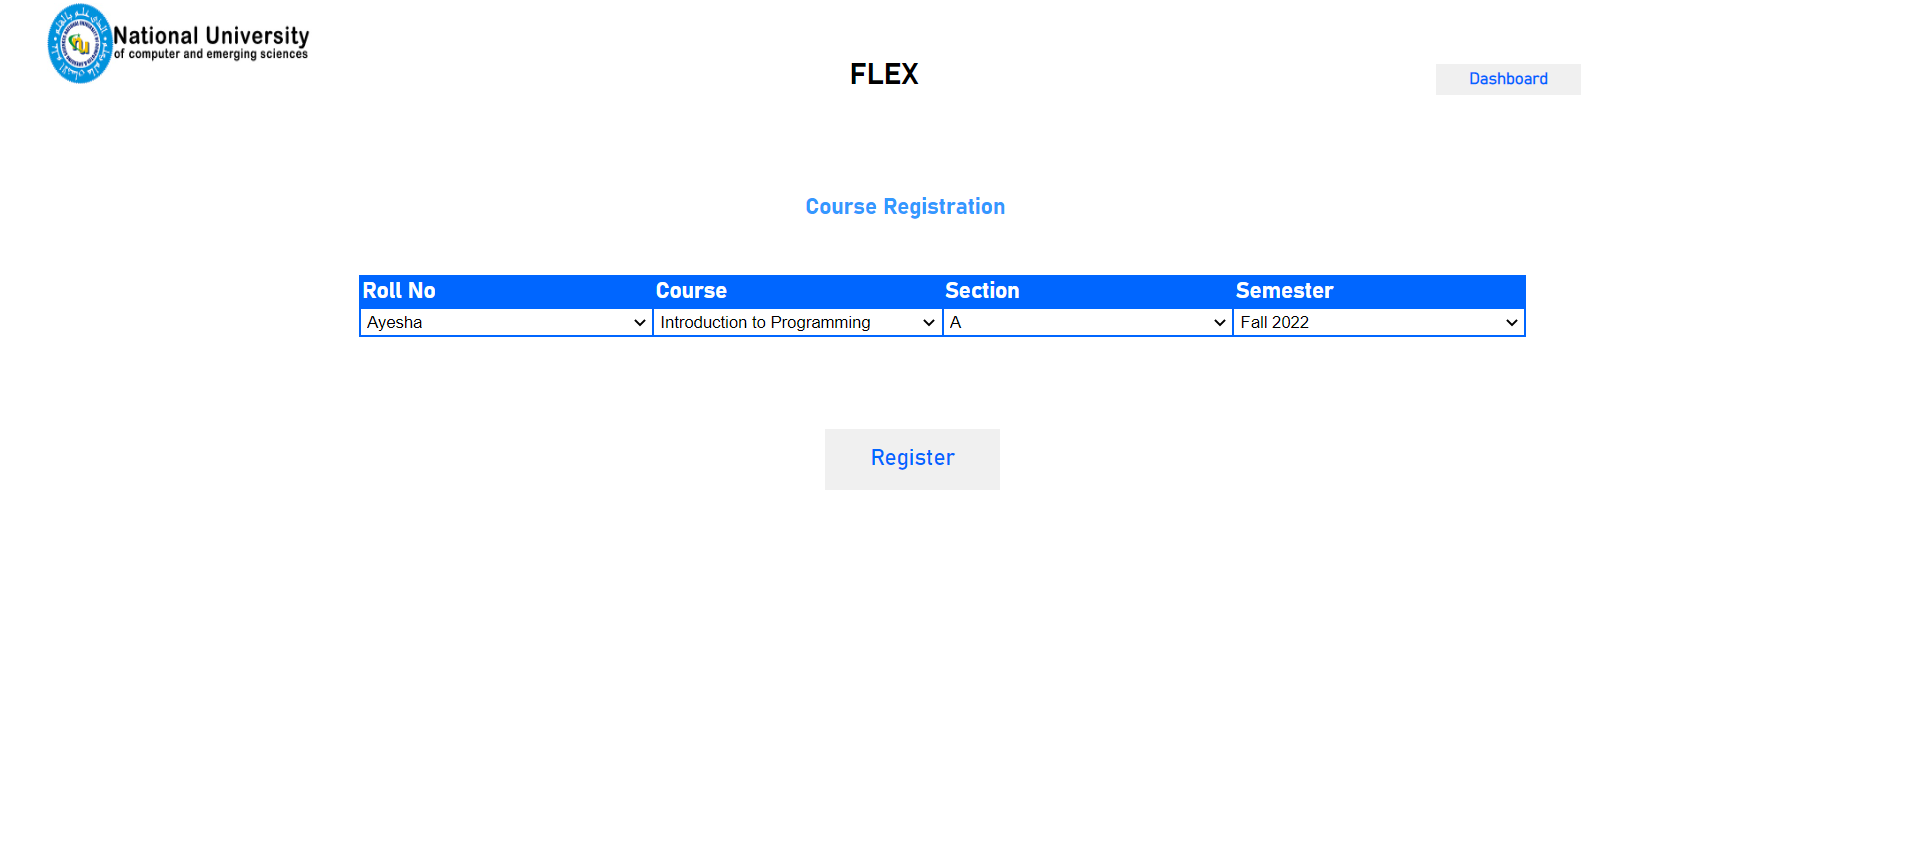 National University
of computer and emerging sciences
FLEX
Dashboard
Course Registration
Roll No Course Section Semester
Ayesha Introduction to Programming A Fall 2022
Register